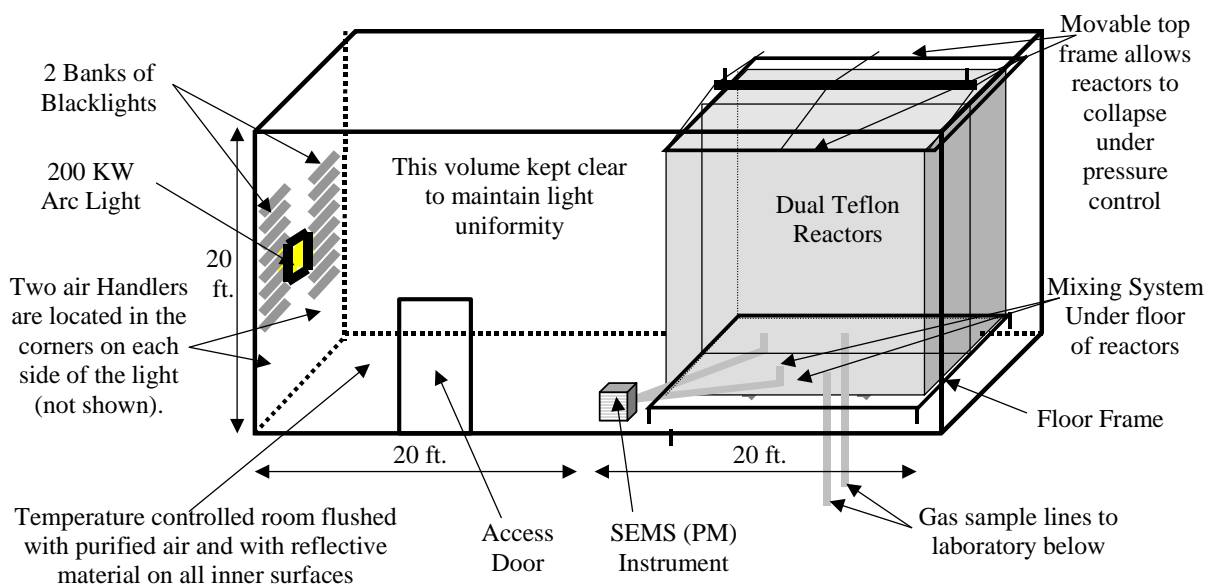 2 Banks of
Blacklights
200 KW
Arc Light
20
ft.
Two air Handlers
are located in the
corners on each
side of the light
(not shown).
This volume kept clear
to maintain light
uniformity
Dual Teflon
Reactors
Movable top
frame allows
reactors to
collapse
under
pressure
control
Mixing System
Under floor
of reactors
Floor Frame
20 ft.
20 ft.
Temperature controlled room flushed
with purified air and with reflective
material on all inner surfaces
Access
Door
SEMS (PM)
Instrument
Gas sample lines to
laboratory below